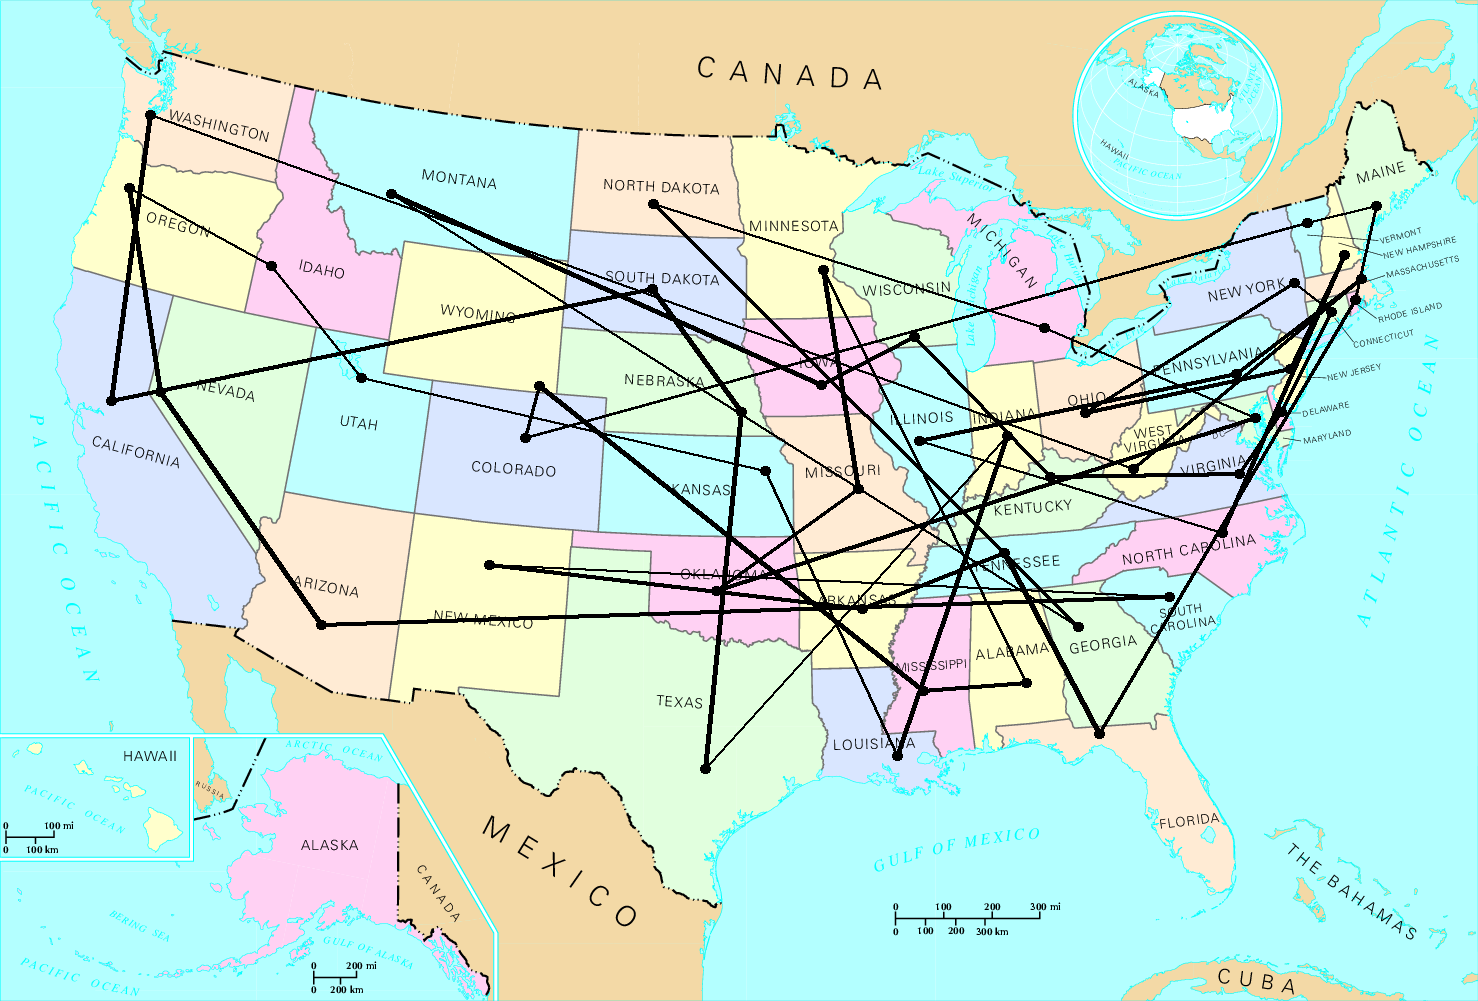 CANADA
ALASKA
ATLANTIC OCEAN
HAWAII
PACIFIC OCEAN
WASHINGTON
MONTANA
NORTH DAKOTA
MINNESOTA
Lake Superior
MICHIGAN
MAINE
OREGON
IDAHO
SOUTH DAKOTA
WISCONSIN
Lake Michigan
VERMONT
NEW HAMPSHIRE
MASSACHUSETTS
NEW YORK
RHODE ISLAND
CONNECTICUT
WYOMING
IOWA
NEBRASKA
PENNSYLVANIA
NEW JERSEY
NEVADA
UTAH
ILLINOIS
INDIANA
OHIO
DELAWARE
MARYLAND
DC
CALIFORNIA
COLORADO
KANSAS
MISSOURI
WEST
VIRGINIA
VIRGINIA
KENTUCKY
PACIFIC OCEAN
ATLANTIC OCEAN
ARIZONA
NEW MEXICO
OKLAHOMA
ARKANSAS
TENNESSEE
NORTH CAROLINA
SOUTH
CAROLINA
TEXAS
MISSISSIPPI
ALABAMA
GEORGIA
LOUISIANA
FLORIDA
HAWAII
PACIFIC OCEAN
0 100 mi
0 100 km
ARCTIC OCEAN
RUSSIA
ALASKA
CANADA
BERING SEA
GULF OF ALASKA
PACIFIC OCEAN
0 200 mi
0 200 km
MEXICO
GULF OF MEXICO
0 100 200 300 mi
0 100 200 300 km
THE BAHAMAS
CUBA